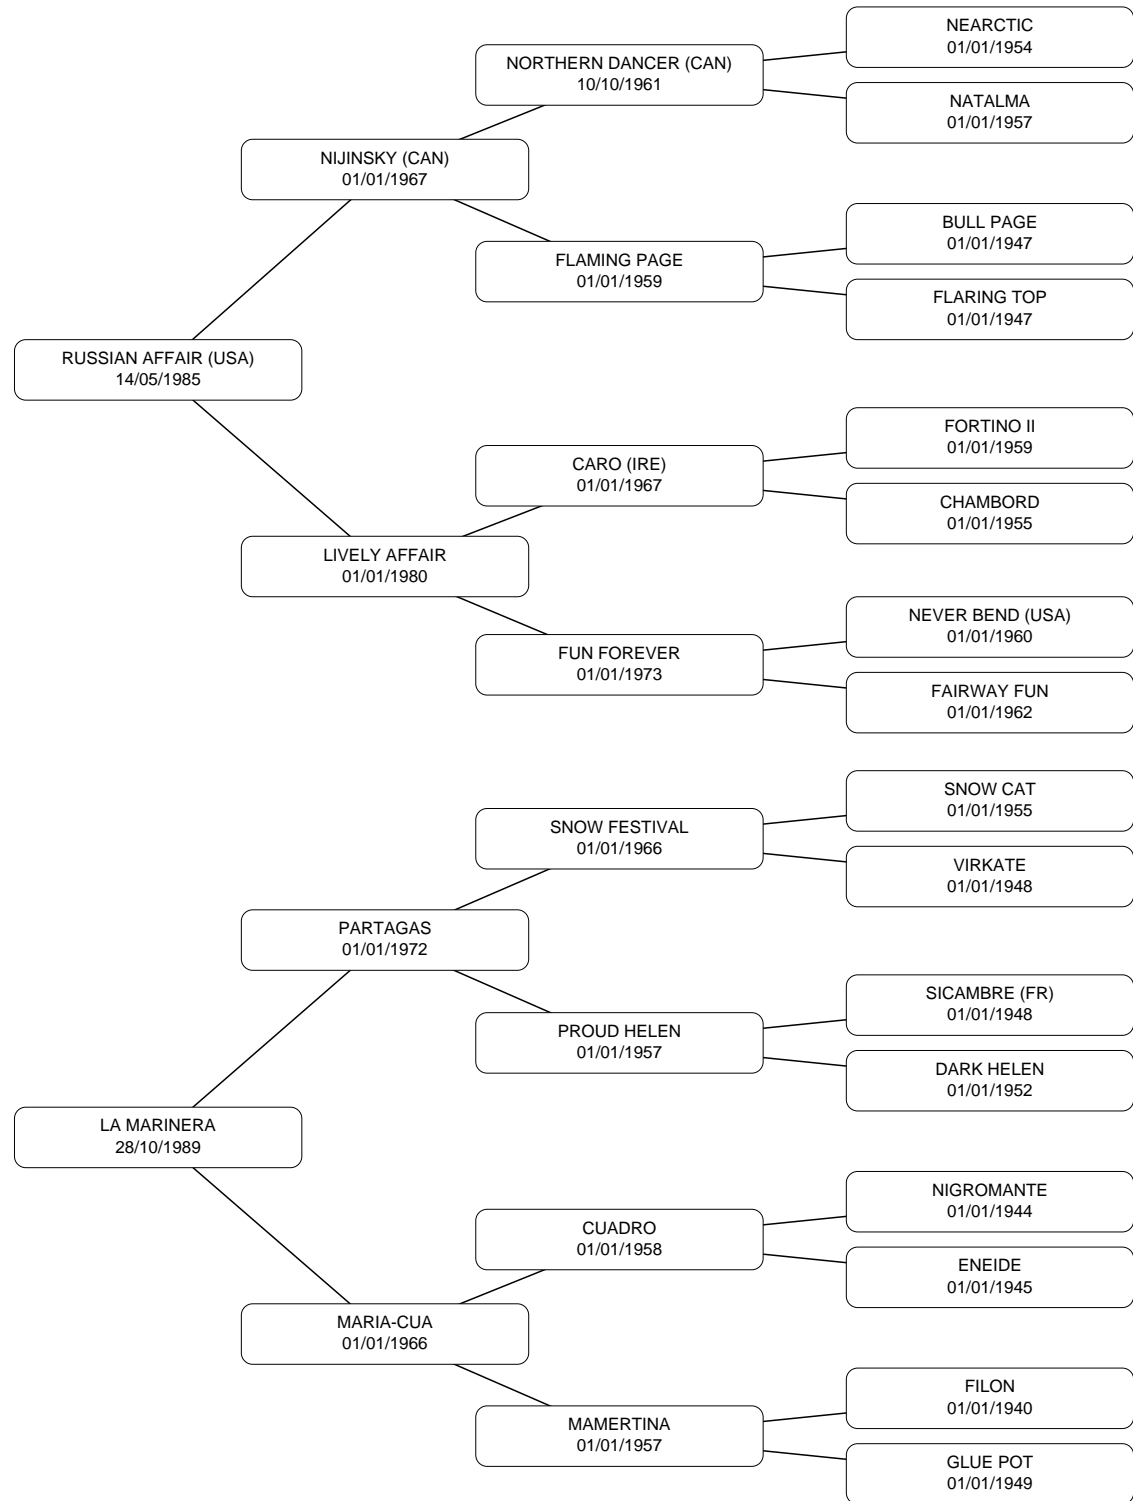 NEARCTIC
01/01/1954
NORTHERN DANCER (CAN)
10/10/1961
NATALMA
01/01/1957
NIJINSKY (CAN)
01/01/1967
BULL PAGE
01/01/1947
FLAMING PAGE
01/01/1959
FLARING TOP
01/01/1947
RUSSIAN AFFAIR (USA)
14/05/1985
FORTINO II
01/01/1959
CARO (IRE)
01/01/1967
CHAMBORD
01/01/1955
LIVELY AFFAIR
01/01/1980
NEVER BEND (USA)
01/01/1960
FUN FOREVER
01/01/1973
FAIRWAY FUN
01/01/1962
SNOW CAT
01/01/1955
SNOW FESTIVAL
01/01/1966
VIRKATE
01/01/1948
PARTAGAS
01/01/1972
SICAMBRE (FR)
01/01/1948
PROUD HELEN
01/01/1957
DARK HELEN
01/01/1952
LA MARINERA
28/10/1989
NIGROMANTE
01/01/1944
CUADRO
01/01/1958
ENEIDE
01/01/1945
MARIA-CUA
01/01/1966
FILON
01/01/1940
MAMERTINA
01/01/1957
GLUE POT
01/01/1949